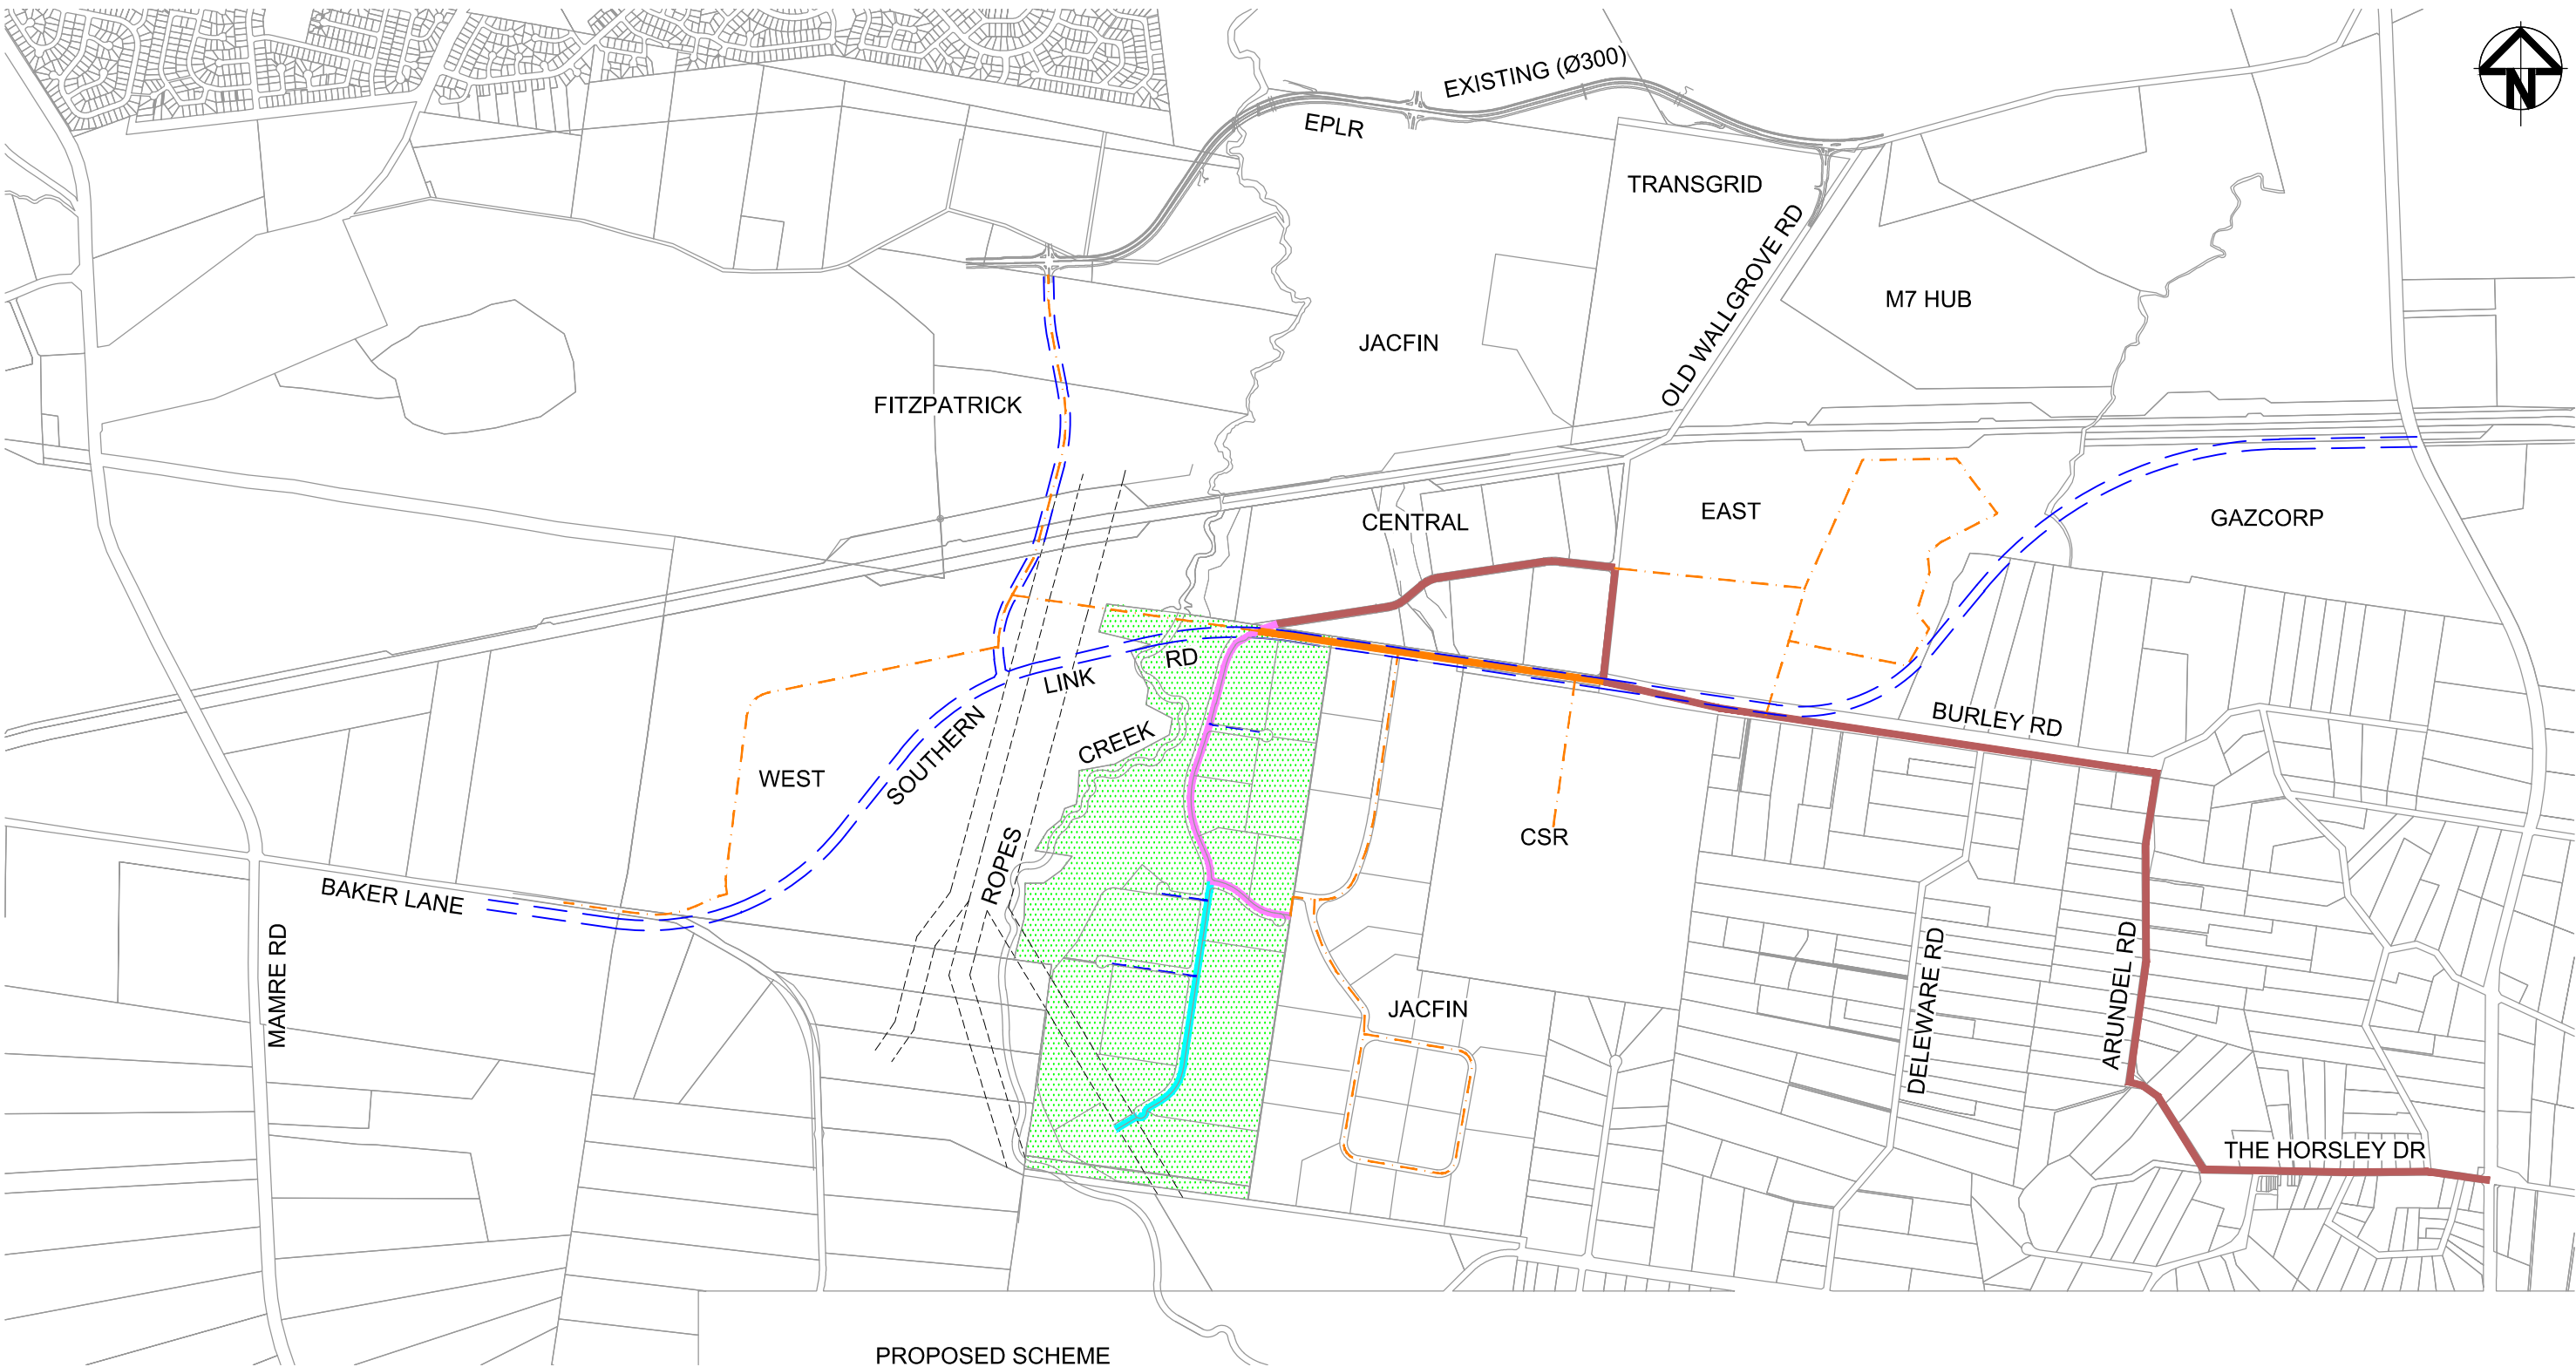 EXISTING (Ø300)
N
EPLR
TRANSGRID
OLD WALLGROVE RD
M7 HUB
JACFIN
FITZPATRICK
CENTRAL
EAST
GAZCORP
SOUTHERN LINK RD
BURLEY RD
WEST
ROPES CREEK
CSR
BAKER LANE
MAMRE RD
JACFIN
DELEWARE RD
ARUNDEL RD
THE HORSLEY DR
PROPOSED SCHEME